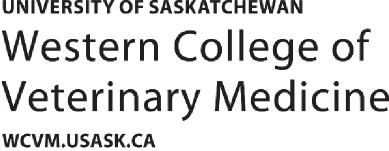 UNIVERSITY OF SASKATCHEWAN
Western College of
Veterinary Medicine
WCVM.USASK.CA